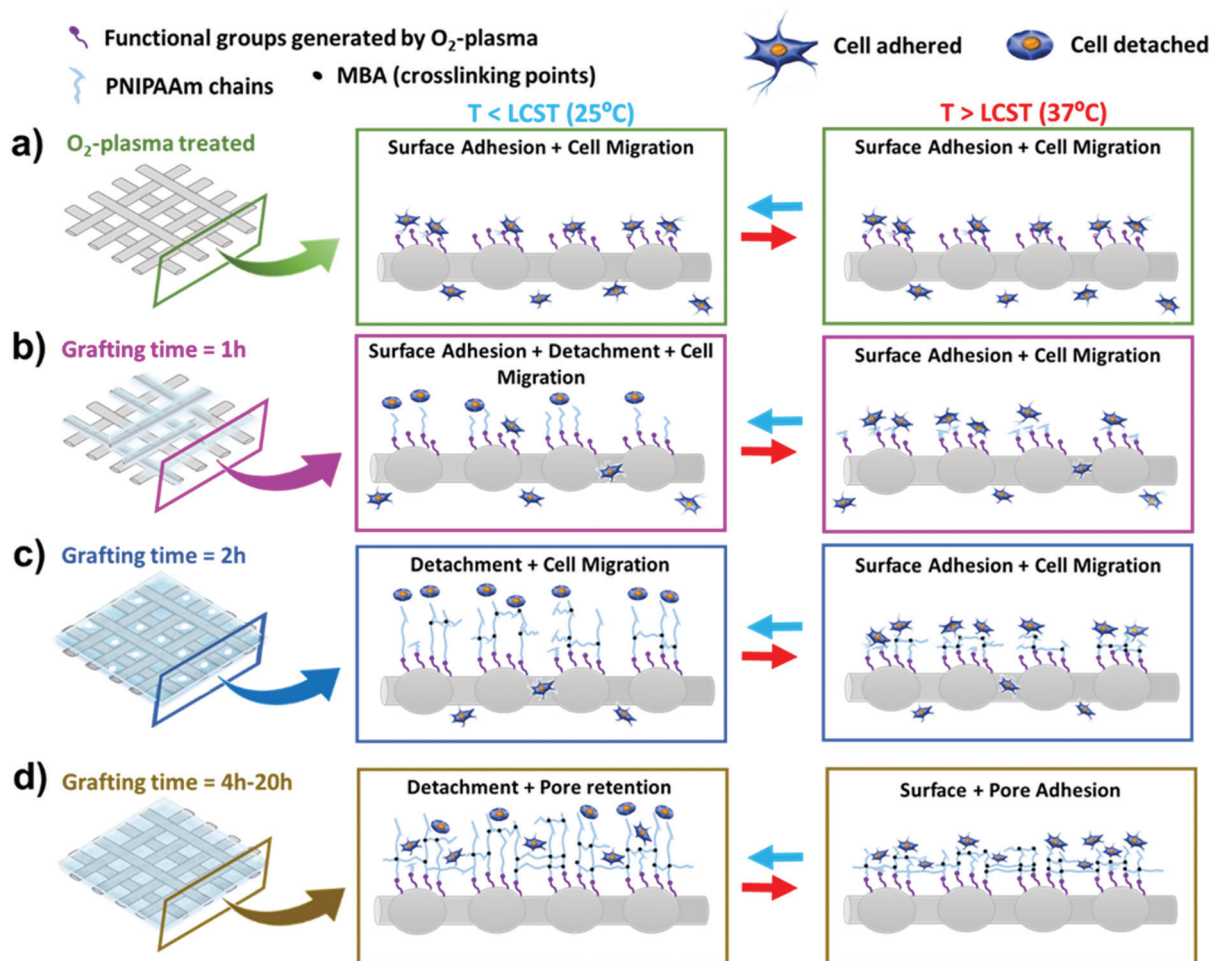 Functional groups generated by O₂-plasma
Cell adhered
Cell detached
PNIPAAm chains
MBA (crosslinking points)
T < LCST (25°C)
T > LCST (37°C)
a)
O₂-plasma treated
Surface Adhesion + Cell Migration
Surface Adhesion + Cell Migration
b)
Grafting time = 1h
Surface Adhesion + Detachment + Cell
Migration
Surface Adhesion + Cell Migration
c)
Grafting time = 2h
Detachment + Cell Migration
Surface Adhesion + Cell Migration
d)
Grafting time = 4h-20h
Detachment + Pore retention
Surface + Pore Adhesion